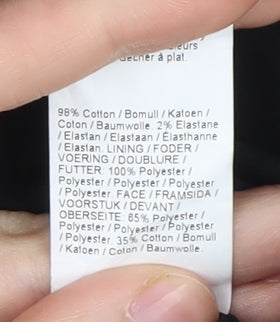 leurs
sécher à plat.
98% Cotton / Bomull / Katoen /
Coton / Baumwolle. 2% Elastane
/ Elastan / Elastaan / Élasthanne
/ Elastan. LINING / FODER /
VOERING / DOUBLURE /
FUTTER: 100% Polyester /
Polyester / Polyester / Polyester
/ Polyester. FACE / FRAMSIDA /
VOORSTUK / DEVANT /
OBERSEITE: 65% Polyester /
Polyester / Polyester / Polyester
/ Polyester. 35% Cotton / Bomull
/ Katoen / Coton / Baumwolle.